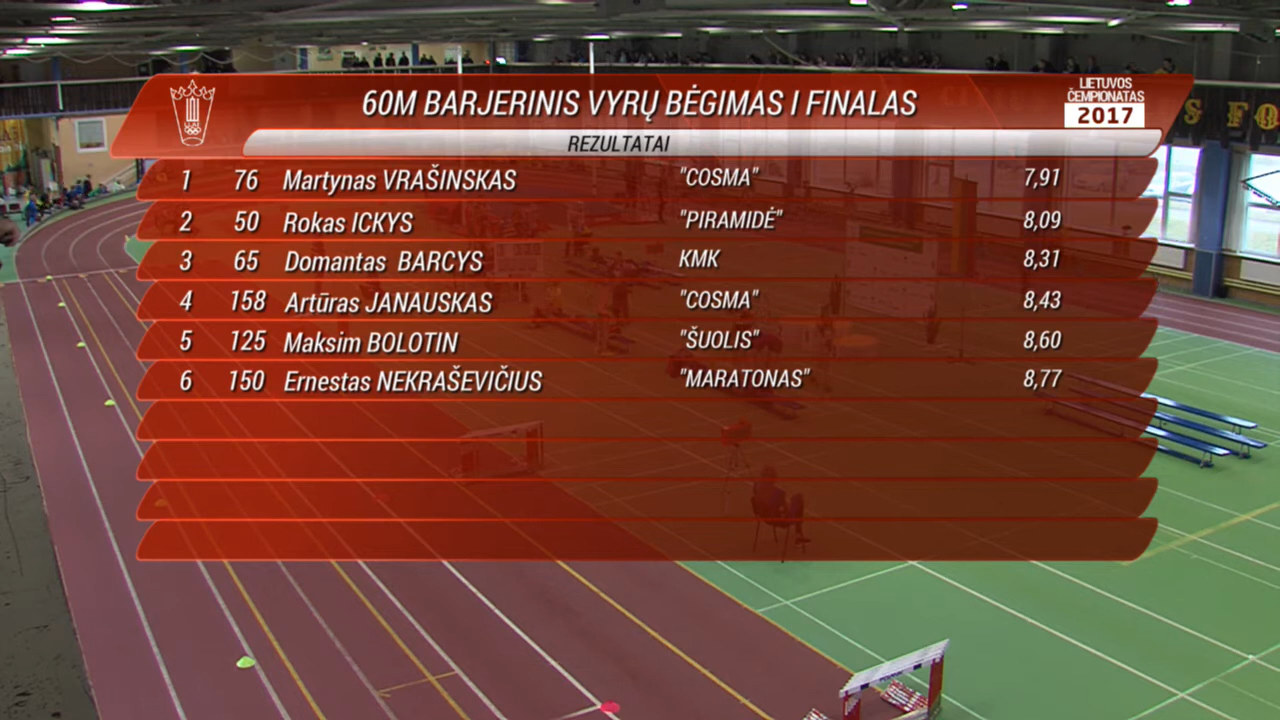 60M BARJERINIS VYRŲ BĖGIMAS I FINALAS
LIETUVOS
ČEMPIONATAS
2017
REZULTATAI
1 76 Martynas VRAŠINSKAS "COSMA" 7,91
2 50 Rokas ICKYS "PIRAMIDĖ" 8,09
3 65 Domantas BARCYS KMK 8,31
4 158 Artūras JANAUSKAS "COSMA" 8,43
5 125 Maksim BOLOTIN "ŠUOLIS" 8,60
6 150 Ernestas NEKRAŠEVIČIUS "MARATONAS" 8,77